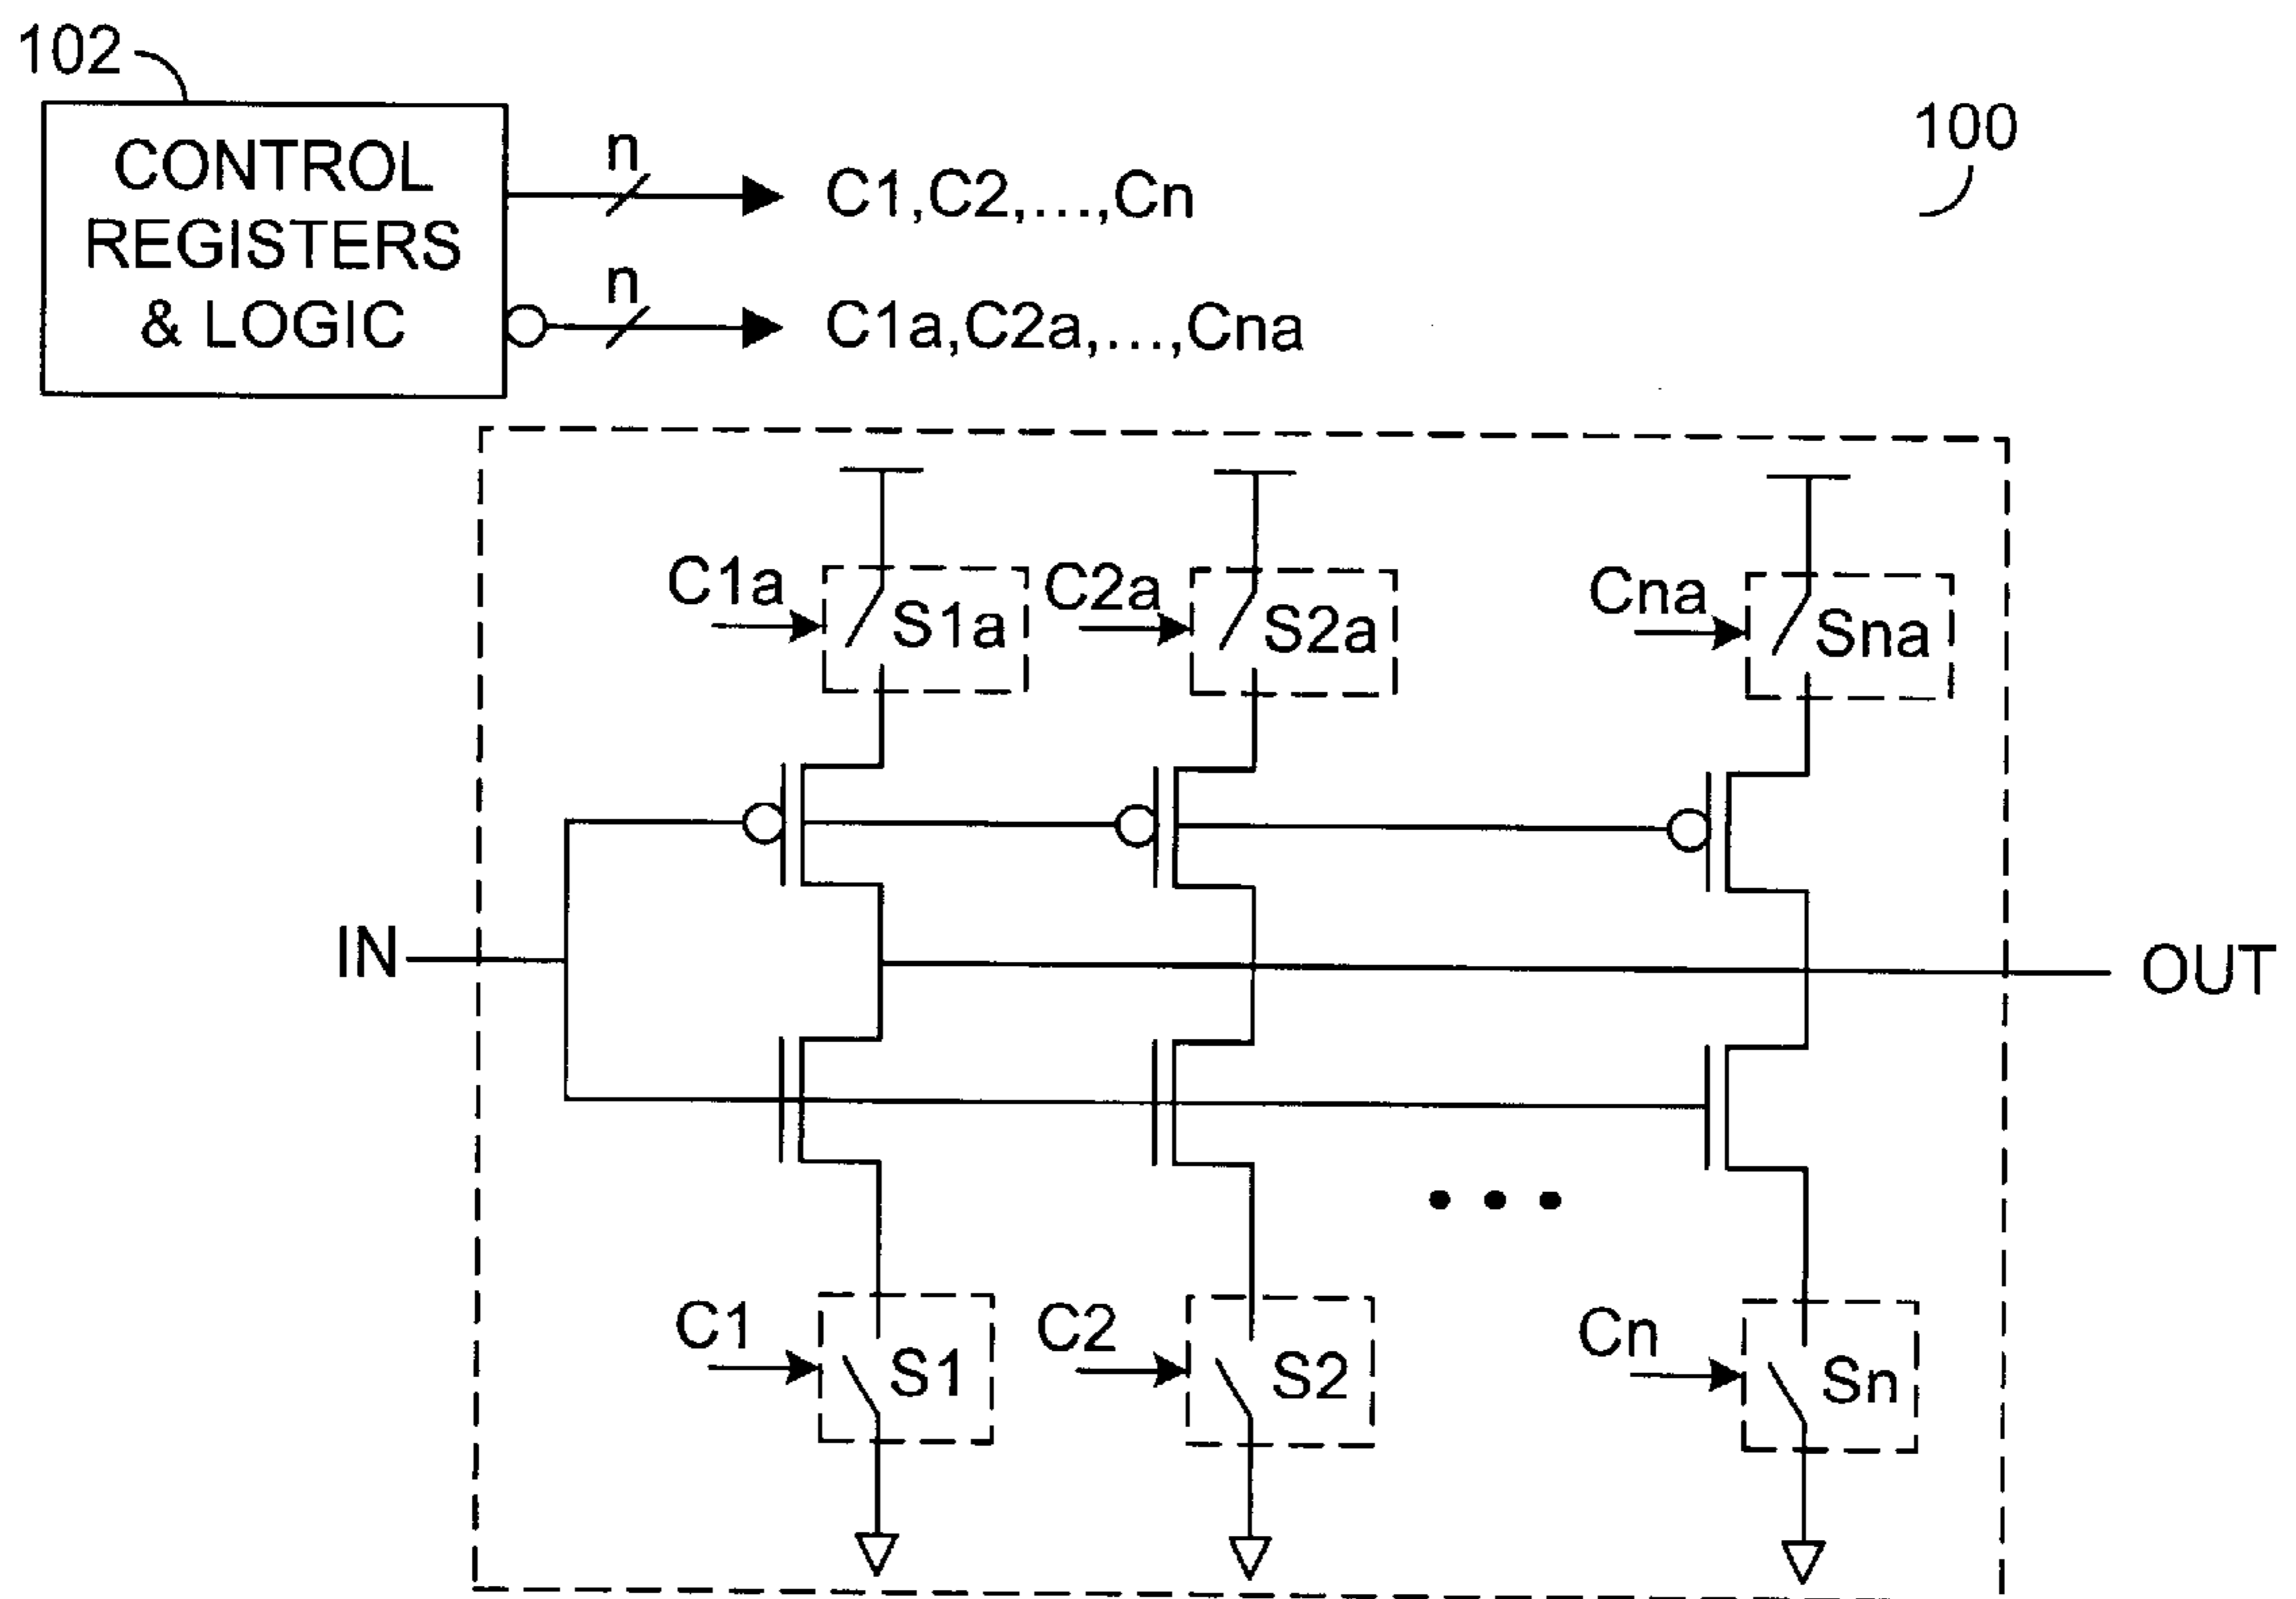 102
CONTROL
REGISTERS
& LOGIC
n
C1,C2,...,Cn
n
C1a,C2a,...,Cna
100
C1a
S1a
C2a
S2a
Cna
Sna
IN
OUT
C1
S1
C2
S2
Cn
Sn